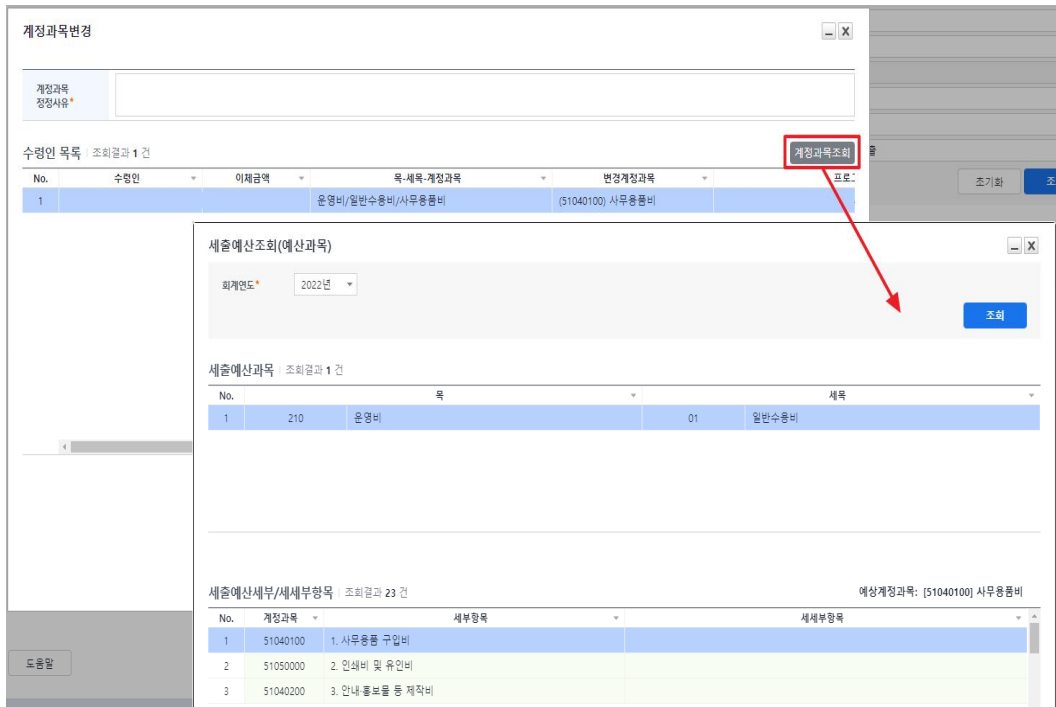 계정과목변경
계정과목
정정사유*
수령인 목록 조회결과 1 건
계정과목조회
No. 수령인 이체금액 목-세목-계정과목 변경계정과목
1 운영비/일반수용비/사무용품비 (51040100) 사무용품비
초기화
세출예산조회(예산과목)
회계연도* 2022년
조회
세출예산과목 조회결과 1 건
No. 목 세목
1 210 운영비 01 일반수용비
세출예산세부/세세부항목 조회결과 23 건
예상계정과목: [51040100] 사무용품비
No. 계정과목 세부항목 세세부항목
1 51040100 1. 사무용품 구입비
2 51050000 2. 인쇄비 및 유인비
3 51040200 3. 안내·홍보물 등 제작비
도움말